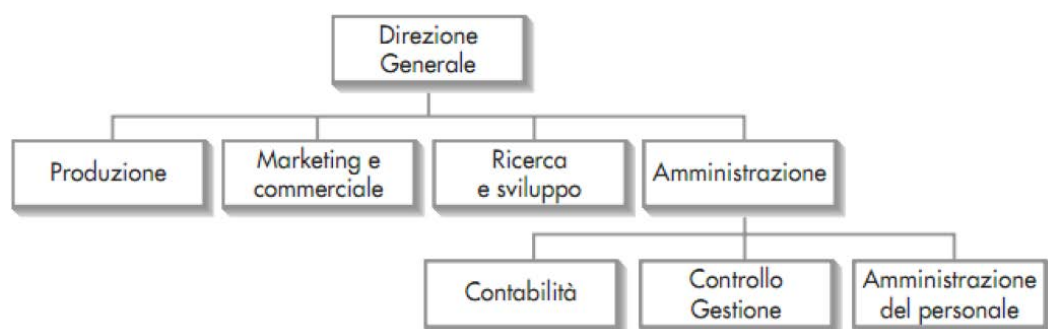 Direzione
Generale
Produzione
Marketing e
commerciale
Ricerca
e sviluppo
Amministrazione
Contabilità
Controllo
Gestione
Amministrazione
del personale